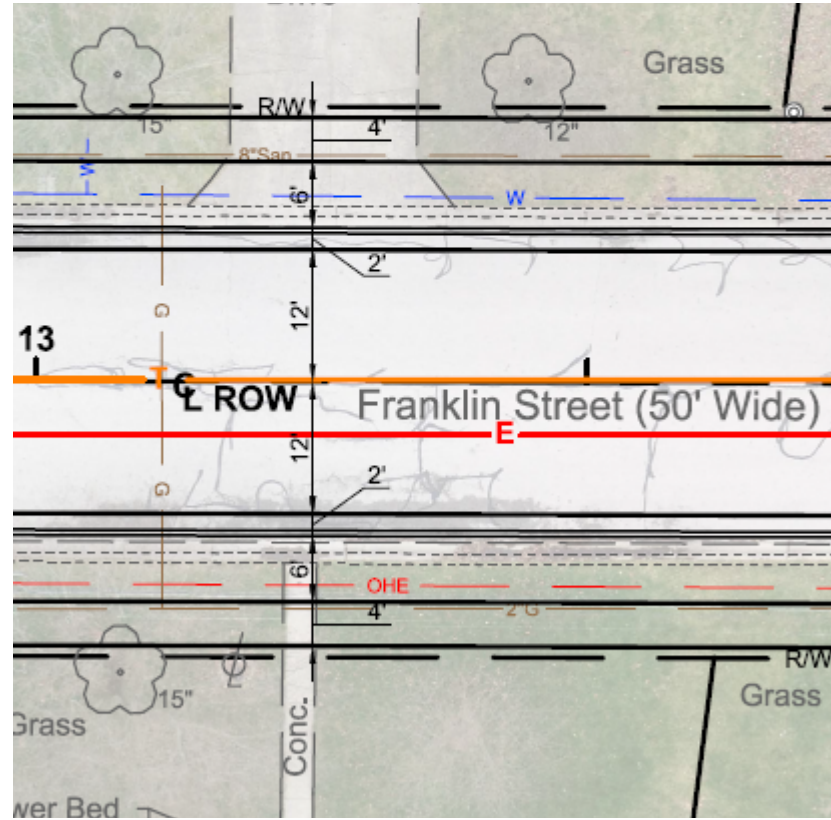 Grass
R/W
15"
4'
12"
8"San
W
6'
W
2'
12'
13
T
CL ROW
Franklin Street (50' Wide)
12'
E
G
2'
G
6'
OHE
4'
2"G
R/W
15"
Grass
Grass
Conc.
wer Bed